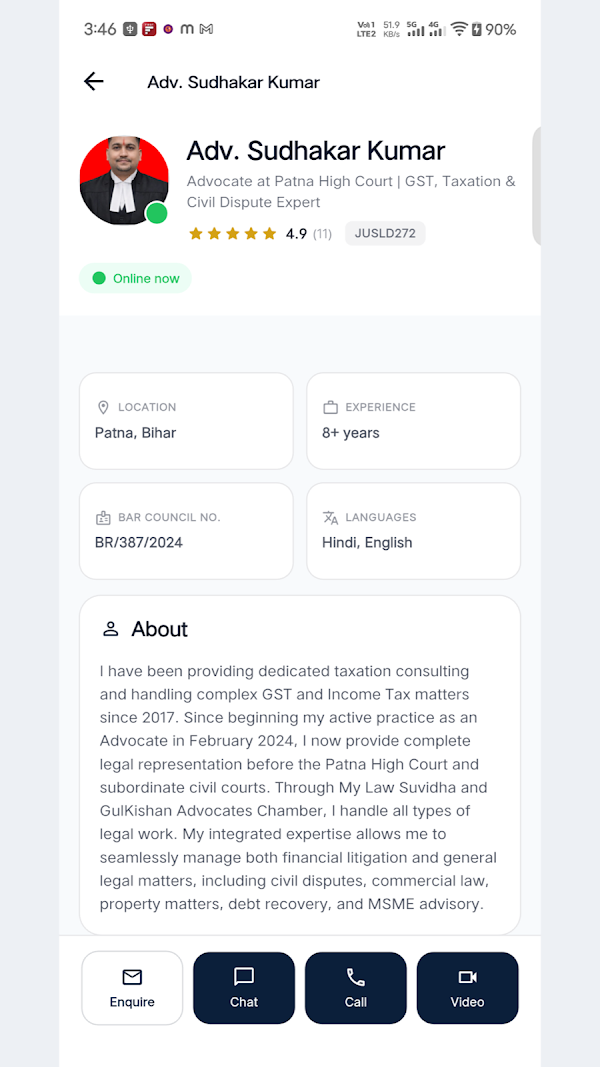 3:46 m M Vol1 LTE2 51.9 KB/s 5G 4G 90%
Adv. Sudhakar Kumar
Adv. Sudhakar Kumar
Advocate at Patna High Court | GST, Taxation &
Civil Dispute Expert
4.9 (11) JUSLD272
Online now
LOCATION
Patna, Bihar
EXPERIENCE
8+ years
BAR COUNCIL NO.
BR/387/2024
LANGUAGES
Hindi, English
About
I have been providing dedicated taxation consulting
and handling complex GST and Income Tax matters
since 2017. Since beginning my active practice as an
Advocate in February 2024, I now provide complete
legal representation before the Patna High Court and
subordinate civil courts. Through My Law Suvidha and
GulKishan Advocates Chamber, I handle all types of
legal work. My integrated expertise allows me to
seamlessly manage both financial litigation and general
legal matters, including civil disputes, commercial law,
property matters, debt recovery, and MSME advisory.
Enquire
Chat
Call
Video